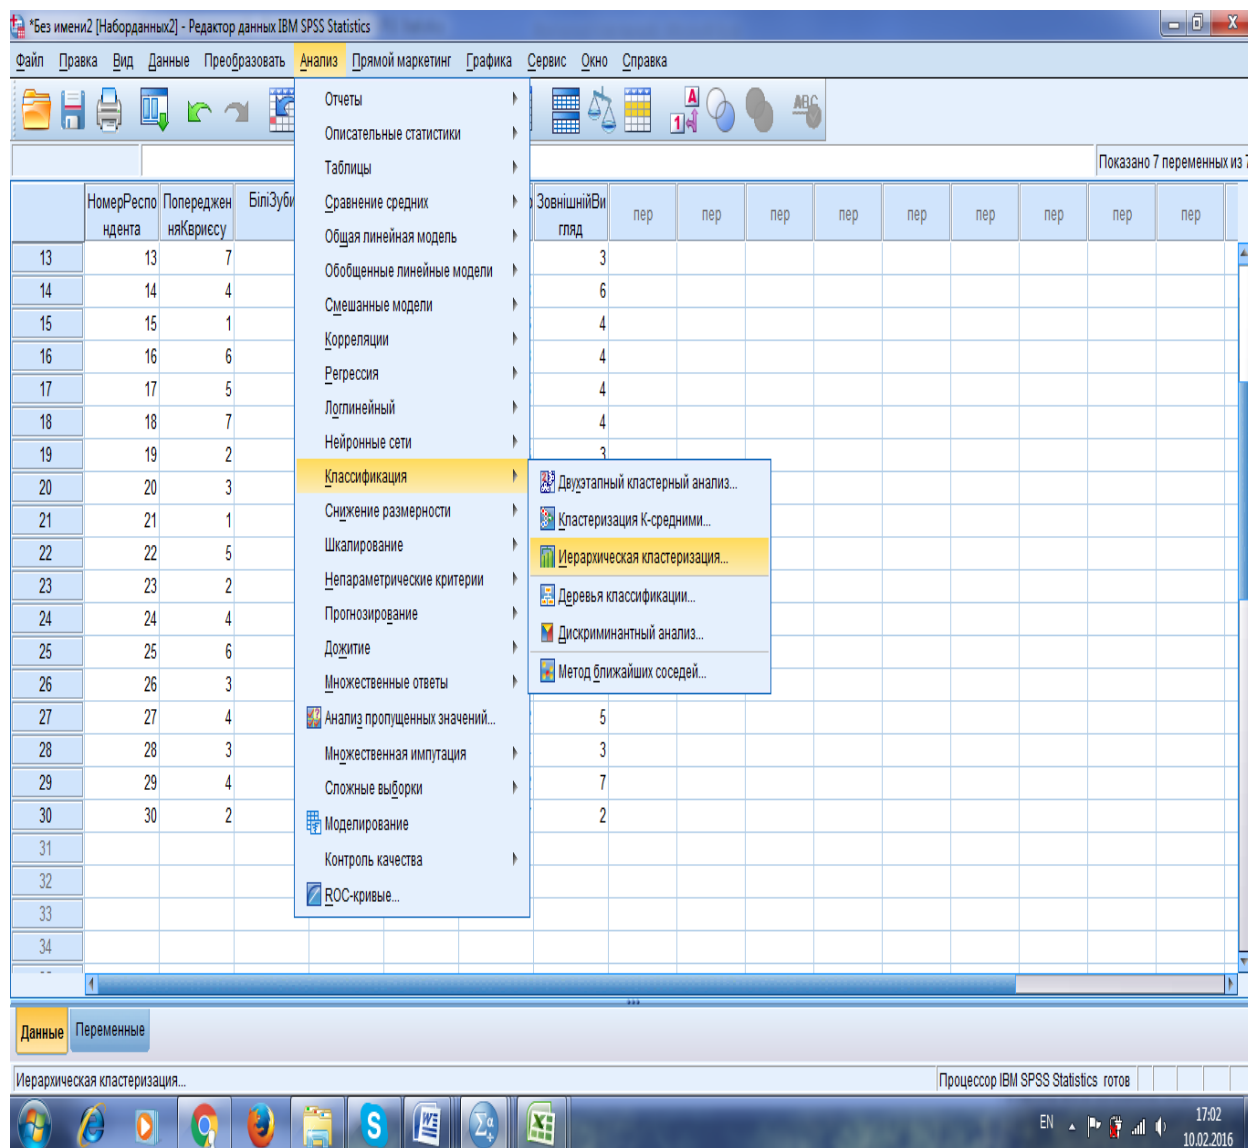 *Без имени2 [Наборданных2] - Редактор данных IBM SPSS Statistics
Файл Правка Вид Данные Преобразовать Анализ Прямой маркетинг Графика Сервис Окно Справка
Показано 7 переменных из 7
НомерРеспондента ПопередженняКвриєсу БіліЗуби ЗовнішнійВигляд пер пер пер пер пер пер пер пер пер
13 13 7 3
14 14 4 6
15 15 1 4
16 16 6 4
17 17 5 4
18 18 7 4
19 19 2 3
20 20 3
21 21 1
22 22 5
23 23 2
24 24 4
25 25 6
26 26 3
27 27 4 5
28 28 3 3
29 29 4 7
30 30 2 2
31
32
33
34
Отчеты
Описательные статистики
Таблицы
Сравнение средних
Общая линейная модель
Обобщенные линейные модели
Смешанные модели
Корреляции
Регрессия
Логлинейный
Нейронные сети
Классификация
Снижение размерности
Шкалирование
Непараметрические критерии
Прогнозирование
Дожитие
Множественные ответы
Анализ пропущенных значений...
Множественная импутация
Сложные выборки
Моделирование
Контроль качества
ROC-кривые...
Двухэтапный кластерный анализ...
Кластеризация К-средними...
Иерархическая кластеризация...
Деревья классификации...
Дискриминантный анализ...
Метод ближайших соседей...
Данные Переменные
Иерархическая кластеризация... Процессор IBM SPSS Statistics готов
EN 17:02
10.02.2016